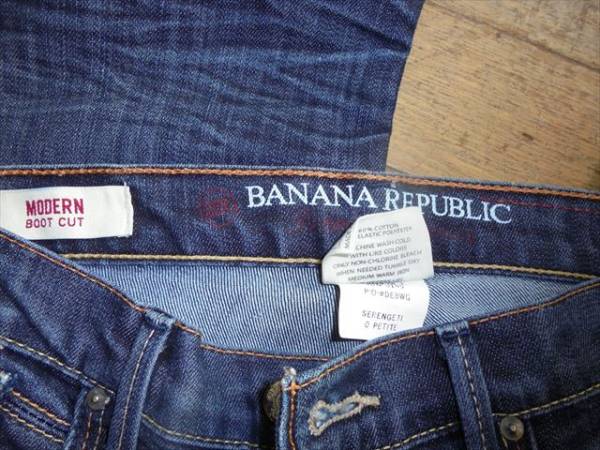 BANANA REPUBLIC
MODERN
BOOT CUT
COTTON
ELASTIC POLYESTER
MACHINE WASH COLD
WITH LIKE COLORS
ONLY NON-CHLORINE BLEACH
WHEN NEEDED TUMBLE DRY
MEDIUM WARM IRON
SERENGETI
0 PETITE